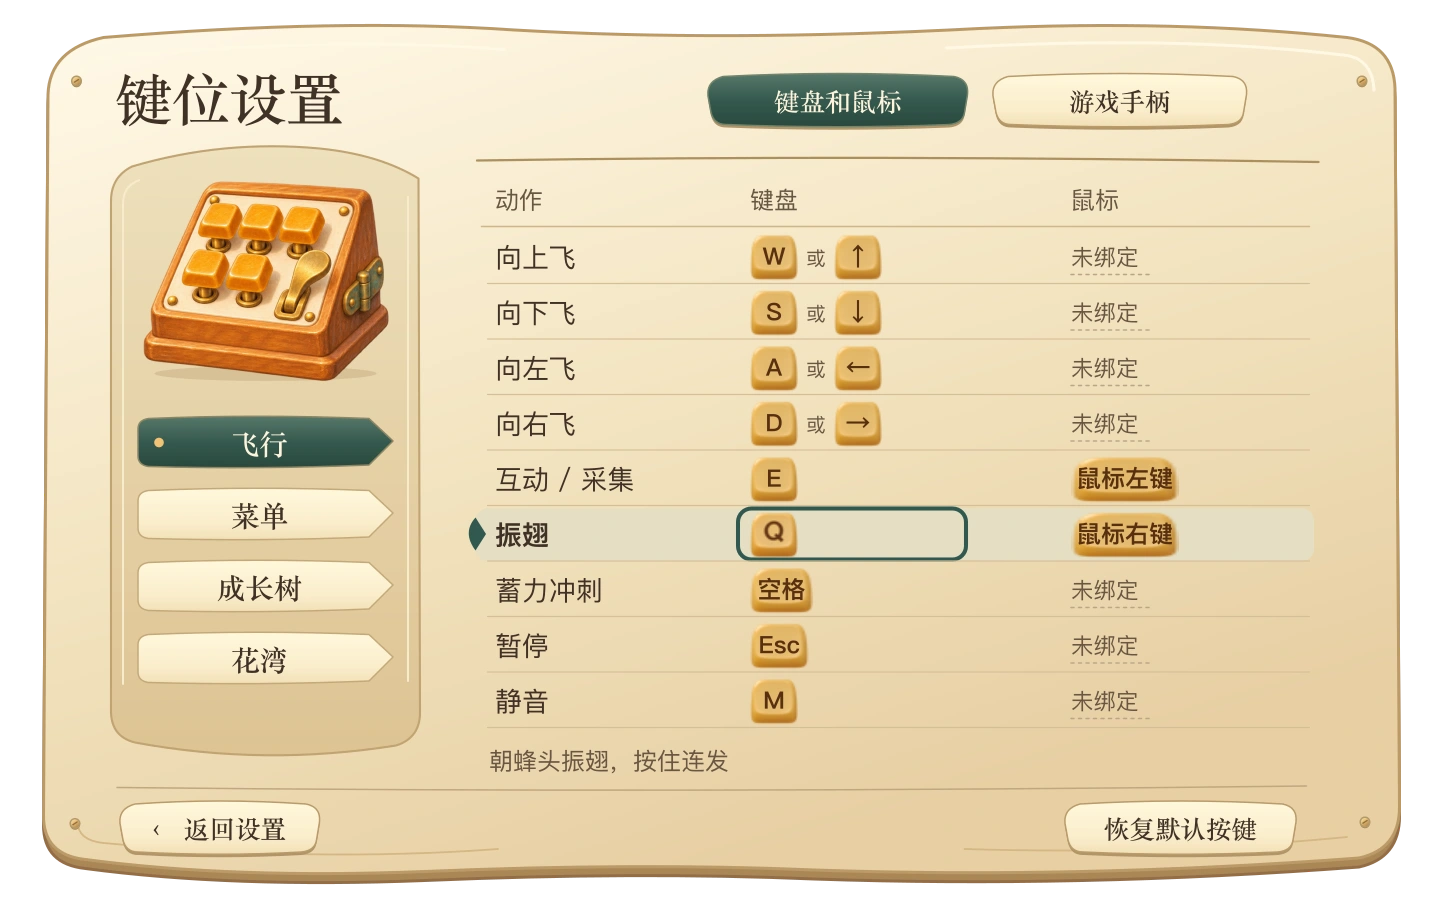 键位设置
键盘和鼠标
游戏手柄
飞行
菜单
成长树
花湾
动作 键盘 鼠标
向上飞 W 或 ↑ 未绑定
向下飞 S 或 ↓ 未绑定
向左飞 A 或 ← 未绑定
向右飞 D 或 → 未绑定
互动 / 采集 E 鼠标左键
振翅 Q 鼠标右键
蓄力冲刺 空格 未绑定
暂停 Esc 未绑定
静音 M 未绑定
朝蜂头振翅，按住连发
‹ 返回设置
恢复默认按键